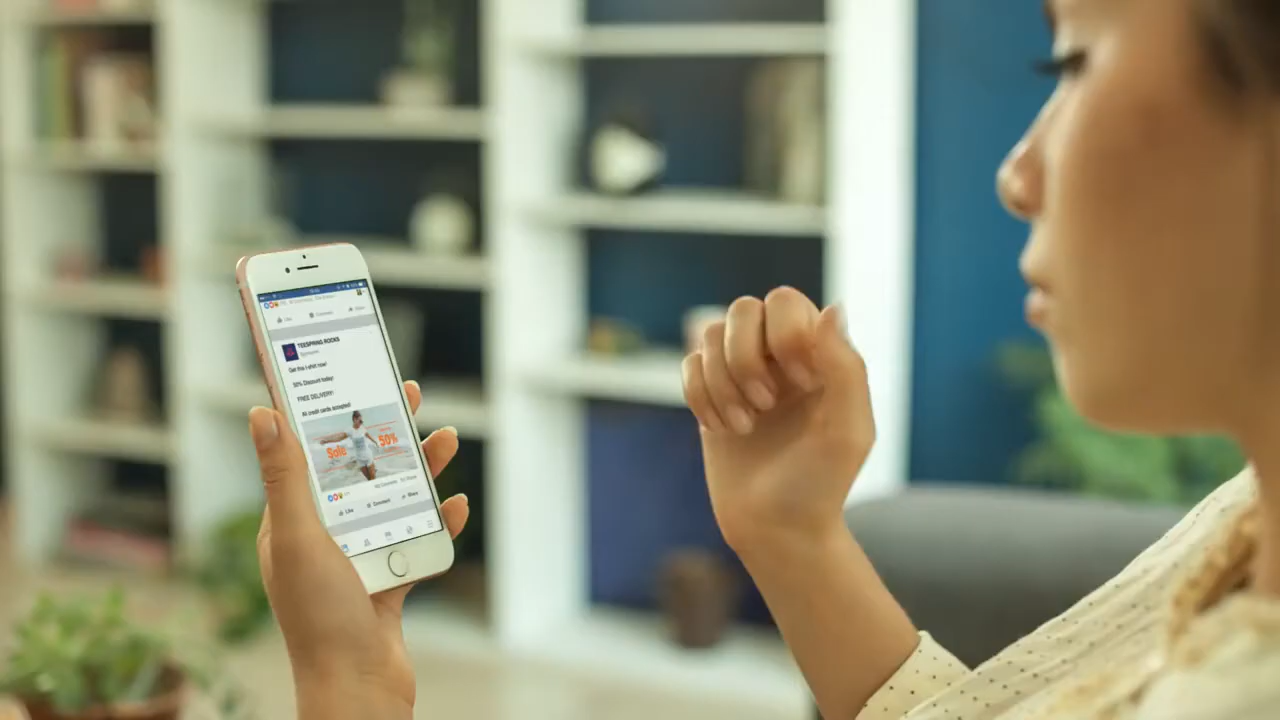 TEESPRING ROCKS
Sponsored
Get this t-shirt now!
50% Discount today!
FREE DELIVERY!
All credit cards accepted!
Sale
50%
Like
Comment
Share